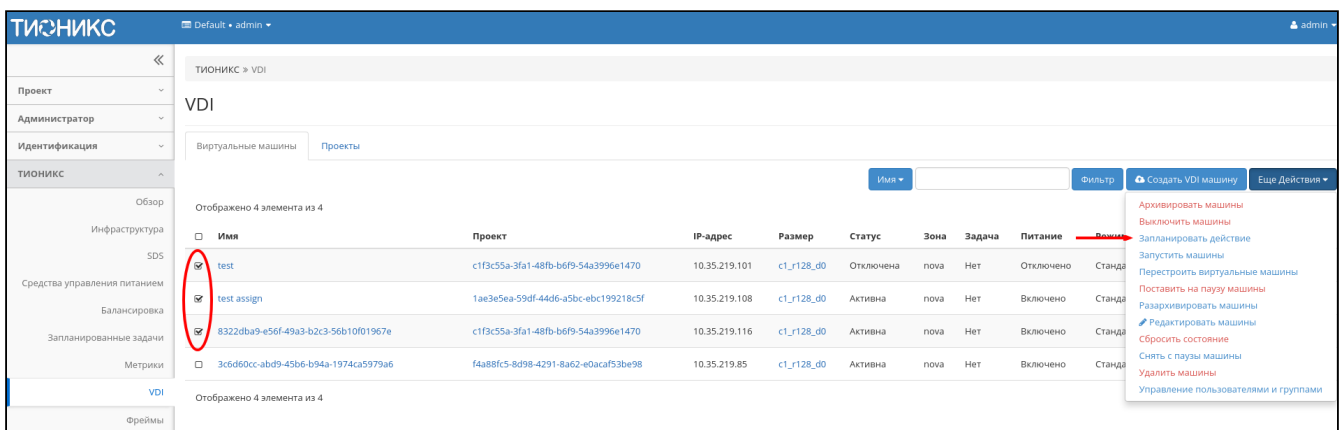 ТИОНИКС
Default • admin
admin
Проект
Администратор
Идентификация
ТИОНИКС
Обзор
Инфраструктура
SDS
Средства управления питанием
Балансировка
Запланированные задачи
Метрики
VDI
Фреймы
ТИОНИКС » VDI
VDI
Виртуальные машины Проекты
Имя Фильтр Создать VDI машину Еще Действия
Отображено 4 элемента из 4
Имя Проект IP-адрес Размер Статус Зона Задача Питание Режим
test c1f3c55a-3fa1-48fb-b6f9-54a3996e1470 10.35.219.101 c1_r128_d0 Отключена nova Нет Отключено Станда
test assign 1ae3e5ea-59df-44d6-a5bc-ebc199218c5f 10.35.219.108 c1_r128_d0 Активна nova Нет Включено Станда
8322dba9-e56f-49a3-b2c3-56b10f01967e c1f3c55a-3fa1-48fb-b6f9-54a3996e1470 10.35.219.116 c1_r128_d0 Активна nova Нет Включено Станда
3c6d60cc-abd9-45b6-b94a-1974ca5979a6 f4a88fc5-8d98-4291-8a62-e0acaf53be98 10.35.219.85 c1_r128_d0 Активна nova Нет Включено Станда
Отображено 4 элемента из 4
Архивировать машины
Выключить машины
Запланировать действие
Запустить машины
Перестроить виртуальные машины
Поставить на паузу машины
Разархивировать машины
Редактировать машины
Сбросить состояние
Снять с паузы машины
Удалить машины
Управление пользователями и группами